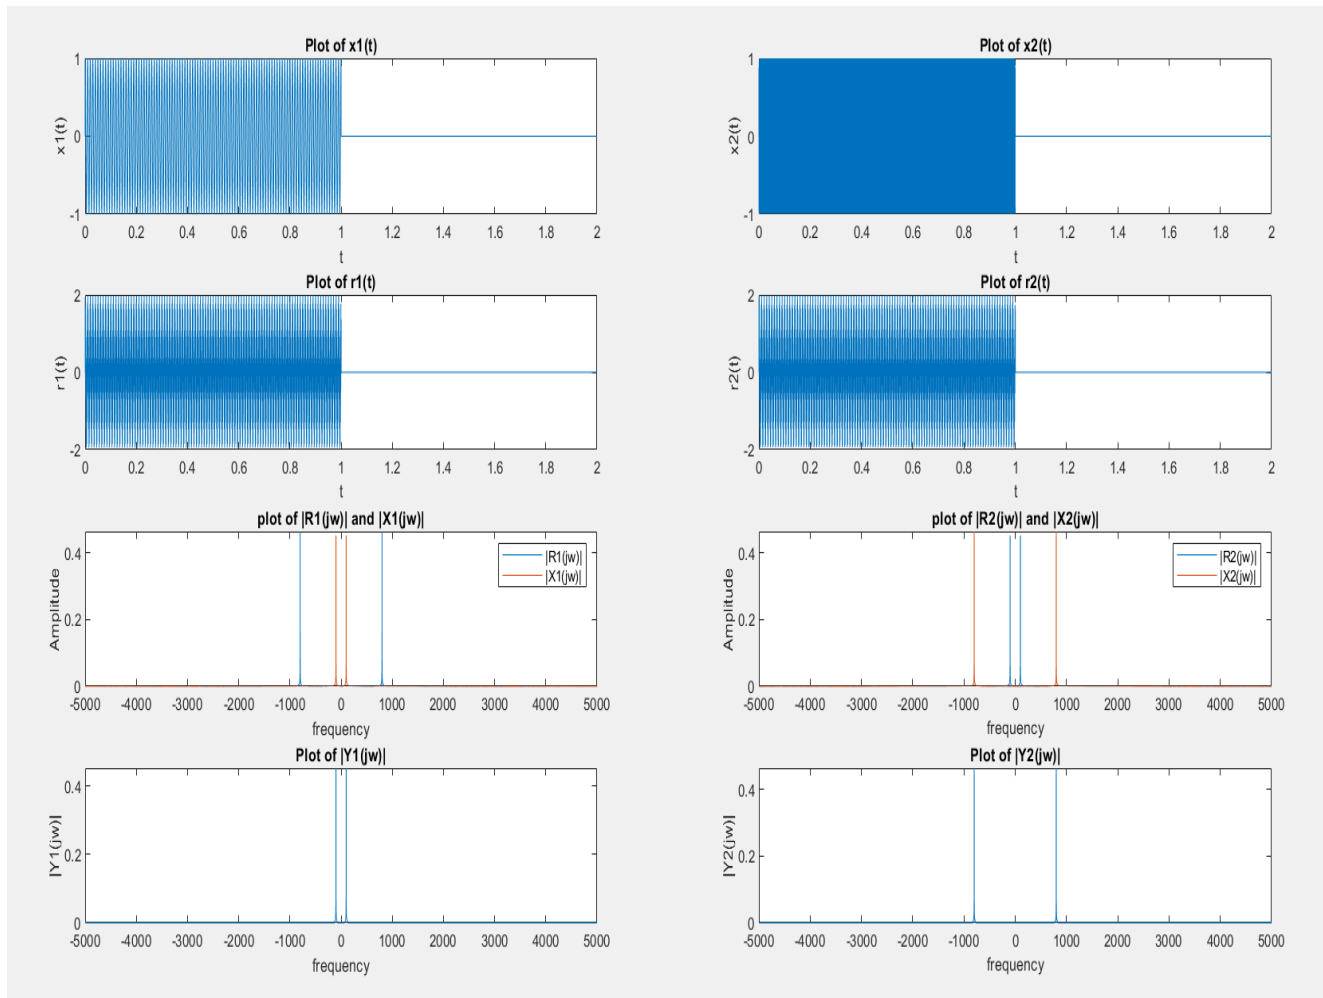 Plot of x1(t)
1
0
-1
x1(t)
0 0.2 0.4 0.6 0.8 1 1.2 1.4 1.6 1.8 2
t
Plot of x2(t)
1
0
-1
x2(t)
0 0.2 0.4 0.6 0.8 1 1.2 1.4 1.6 1.8 2
t
Plot of r1(t)
2
0
-2
r1(t)
0 0.2 0.4 0.6 0.8 1 1.2 1.4 1.6 1.8 2
t
Plot of r2(t)
2
0
-2
r2(t)
0 0.2 0.4 0.6 0.8 1 1.2 1.4 1.6 1.8 2
t
plot of |R1(jw)| and |X1(jw)|
|R1(jw)|
|X1(jw)|
0.4
0.2
0
Amplitude
-5000 -4000 -3000 -2000 -1000 0 1000 2000 3000 4000 5000
frequency
plot of |R2(jw)| and |X2(jw)|
|R2(jw)|
|X2(jw)|
0.4
0.2
0
Amplitude
-5000 -4000 -3000 -2000 -1000 0 1000 2000 3000 4000 5000
frequency
Plot of |Y1(jw)|
0.4
0.2
0
|Y1(jw)|
-5000 -4000 -3000 -2000 -1000 0 1000 2000 3000 4000 5000
frequency
Plot of |Y2(jw)|
0.4
0.2
0
|Y2(jw)|
-5000 -4000 -3000 -2000 -1000 0 1000 2000 3000 4000 5000
frequency